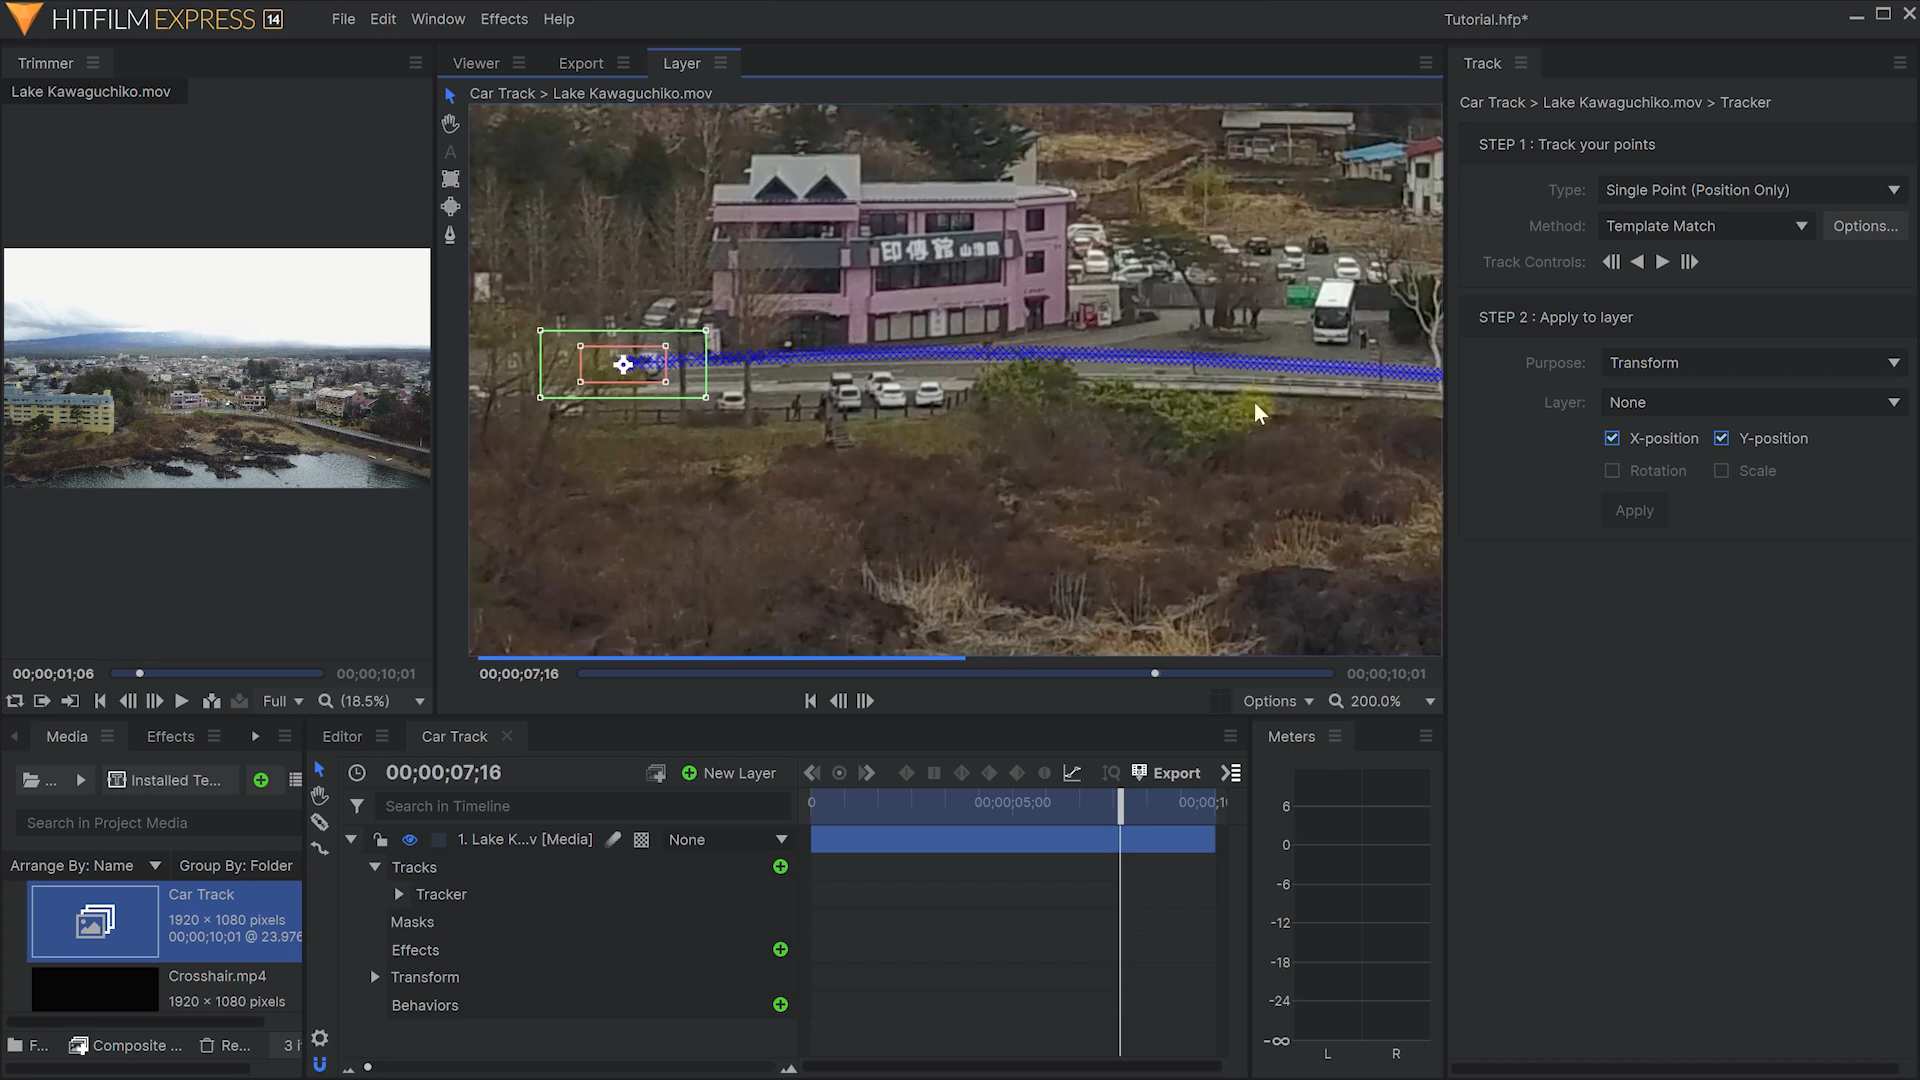 HITFILM EXPRESS 14
File Edit Window Effects Help
Tutorial.hfp*
Trimmer
Lake Kawaguchiko.mov
00;00;01;06
00;00;10;01
Full
(18.5%)
Viewer Export Layer
Car Track > Lake Kawaguchiko.mov
A
印傳館
00;00;07;16
00;00;10;01
Options
200.0%
Track
Car Track > Lake Kawaguchiko.mov > Tracker
STEP 1 : Track your points
Type: Single Point (Position Only)
Method: Template Match Options...
Track Controls:
STEP 2 : Apply to layer
Purpose: Transform
Layer: None
X-position Y-position
Rotation Scale
Apply
Media Effects
... Installed Te...
Search in Project Media
Arrange By: Name Group By: Folder
Car Track
1920 × 1080 pixels
00;00;10;01 @ 23.976
Crosshair.mp4
1920 × 1080 pixels
F... Composite ... Re... 3 i
Editor Car Track
00;00;07;16 New Layer Export
Search in Timeline
0 00;00;05;00 00;00;1
1. Lake K...v [Media] None
Tracks
Tracker
Masks
Effects
Transform
Behaviors
Meters
6
0
-6
-12
-18
-24
-∞
L R